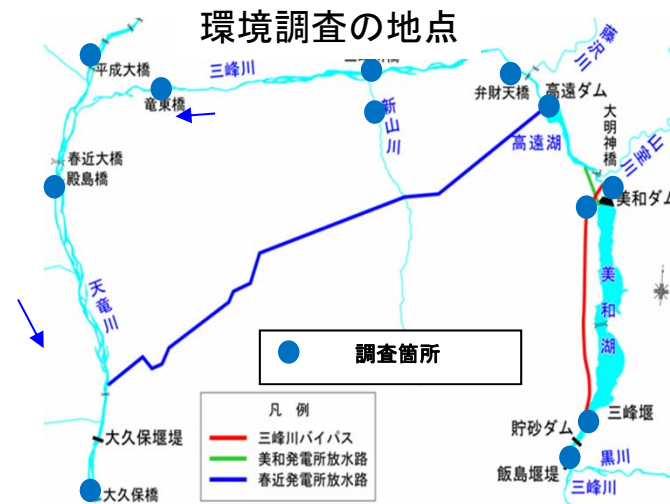 環境調査の地点
藤沢川
平成大橋
三峰川
竜東橋
弁財天橋
高遠ダム
新山川
高遠湖
大明神橋
三峰川
山室川
春近大橋
殿島橋
美和ダム
天竜川
美和湖
調査箇所
凡 例
三峰川バイパス
美和発電所放水路
春近発電所放水路
三峰堰
貯砂ダム
大久保堰堤
飯島堰堤
黒川
三峰川
大久保橋